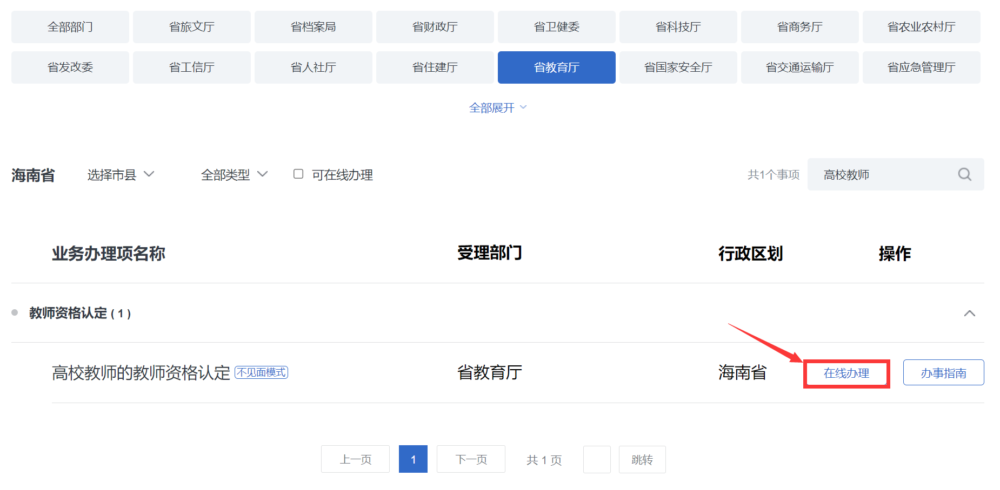 全部部门 省旅文厅 省档案局 省财政厅 省卫健委 省科技厅 省商务厅 省农业农村厅
省发改委 省工信厅 省人社厅 省住建厅 省教育厅 省国家安全厅 省交通运输厅 省应急管理厅
全部展开
海南省 选择市县 全部类型 可在线办理 共1个事项 高校教师
业务办理项名称 受理部门 行政区划 操作
教师资格认定 ( 1 )
高校教师的教师资格认定 不见面模式 省教育厅 海南省 在线办理 办事指南
上一页 1 下一页 共 1 页 跳转